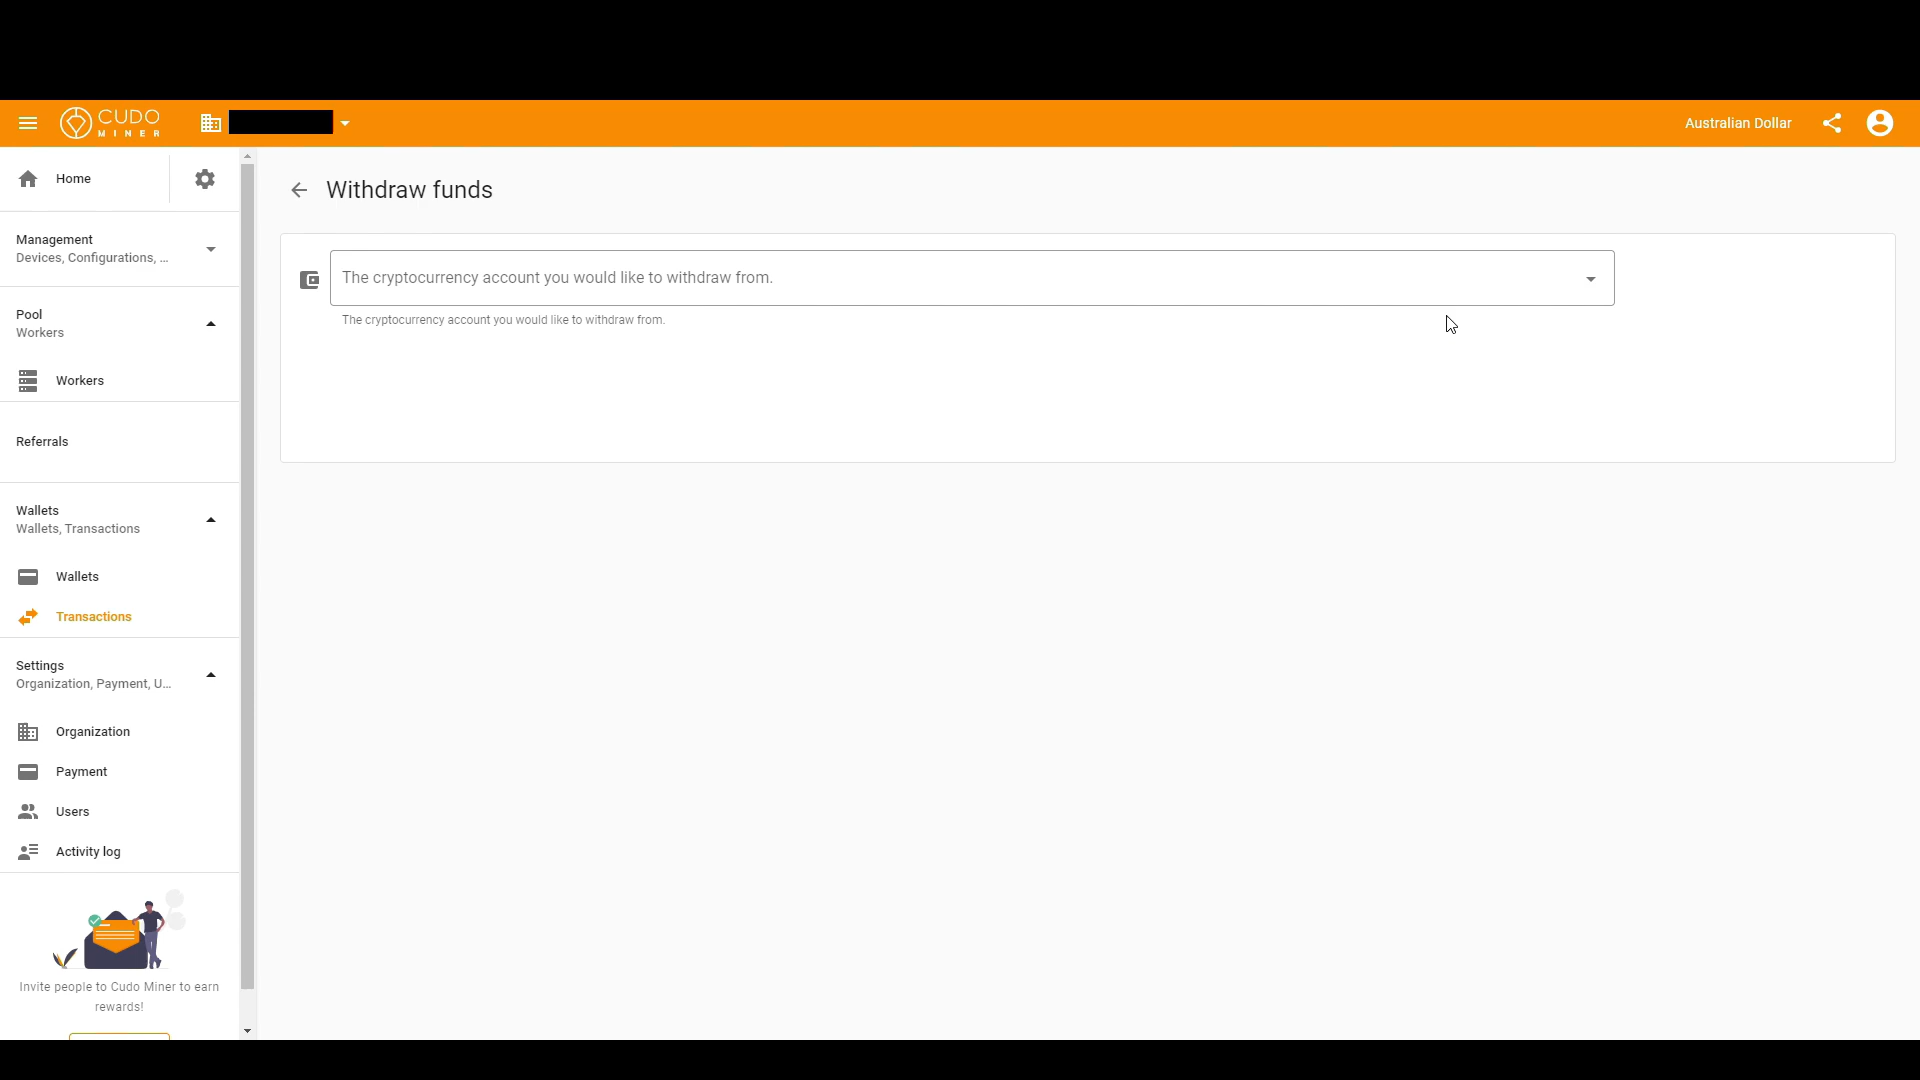 CUDO
MINER
Australian Dollar
Home
Management
Devices, Configurations, ...
Pool
Workers
Workers
Referrals
Wallets
Wallets, Transactions
Wallets
Transactions
Settings
Organization, Payment, U...
Organization
Payment
Users
Activity log
Invite people to Cudo Miner to earn
rewards!
Withdraw funds
The cryptocurrency account you would like to withdraw from.
The cryptocurrency account you would like to withdraw from.